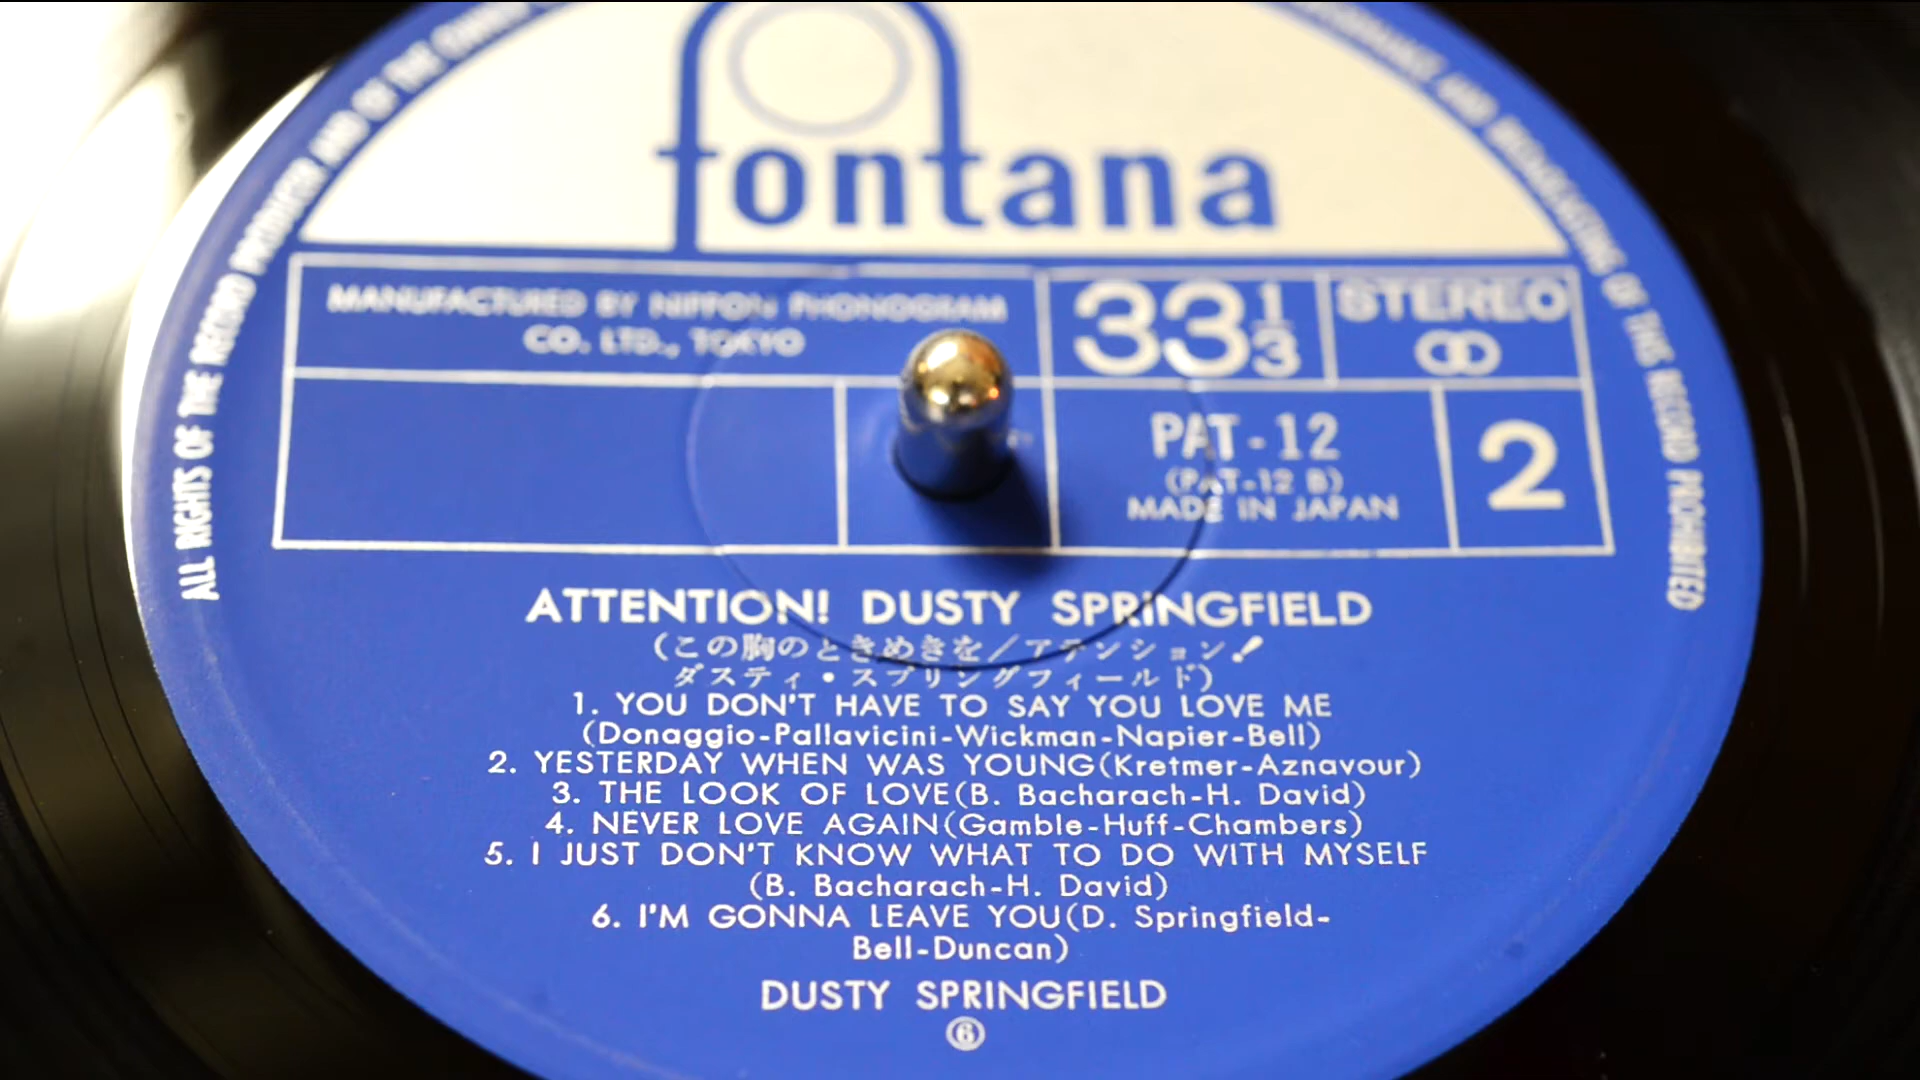 fontana
MANUFACTURED BY NIPPON PHONOGRAM
CO. LTD., TOKYO
33 1/3
STEREO
PAT-12
(PAT-12 B)
MADE IN JAPAN
2
ATTENTION! DUSTY SPRINGFIELD
(この胸のときめきを/アテンション!
ダスティ・スプリングフィールド)
1. YOU DON'T HAVE TO SAY YOU LOVE ME
(Donaggio-Pallavicini-Wickman-Napier-Bell)
2. YESTERDAY WHEN WAS YOUNG(Kretmer-Aznavour)
3. THE LOOK OF LOVE(B. Bacharach-H. David)
4. NEVER LOVE AGAIN(Gamble-Huff-Chambers)
5. I JUST DON'T KNOW WHAT TO DO WITH MYSELF
(B. Bacharach-H. David)
6. I'M GONNA LEAVE YOU(D. Springfield-
Bell-Duncan)
DUSTY SPRINGFIELD
⑥
ALL RIGHTS OF THE RECORD PRODUCER AND OF THE
AND BROADCASTING OF THIS RECORD PROHIBITED